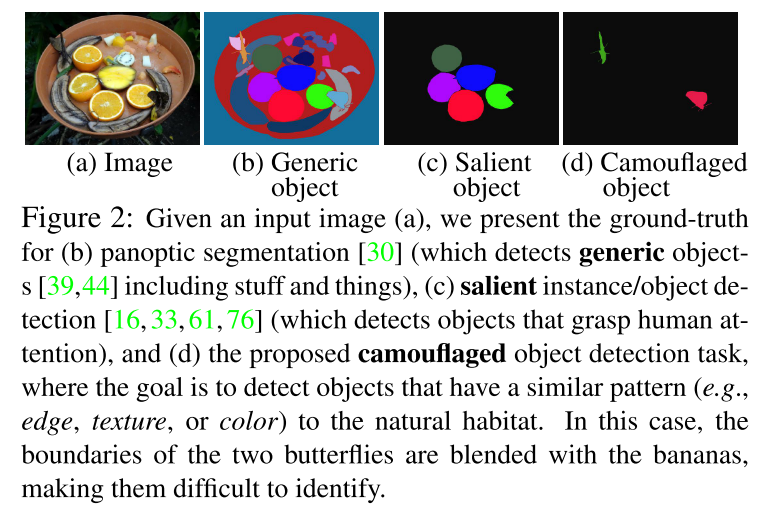 (a) Image (b) Generic (c) Salient (d) Camouflaged
object object object
Figure 2: Given an input image (a), we present the ground-truth
for (b) panoptic segmentation [30] (which detects generic object-
s [39,44] including stuff and things), (c) salient instance/object de-
tection [16, 33, 61, 76] (which detects objects that grasp human at-
tention), and (d) the proposed camouflaged object detection task,
where the goal is to detect objects that have a similar pattern (e.g.,
edge, texture, or color) to the natural habitat. In this case, the
boundaries of the two butterflies are blended with the bananas,
making them difficult to identify.